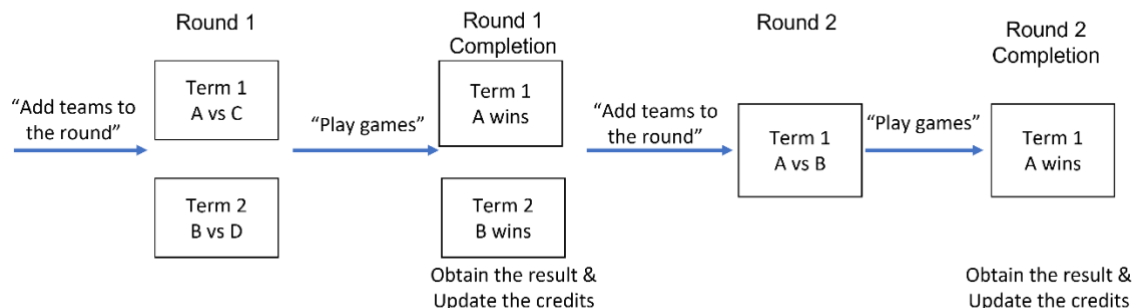 Round 1
Round 1
Completion
Round 2
Round 2
Completion
“Add teams to
the round”
Term 1
A vs C
Term 2
B vs D
“Play games”
Term 1
A wins
Term 2
B wins
Obtain the result &
Update the credits
“Add teams to
the round”
Term 1
A vs B
“Play games”
Term 1
A wins
Obtain the result &
Update the credits